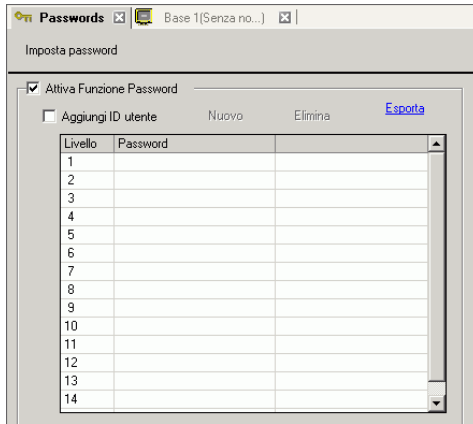 Passwords Base 1(Senza no...)
Imposta password
Attiva Funzione Password
Aggiungi ID utente Nuovo Elimina Esporta
Livello Password
1
2
3
4
5
6
7
8
9
10
11
12
13
14